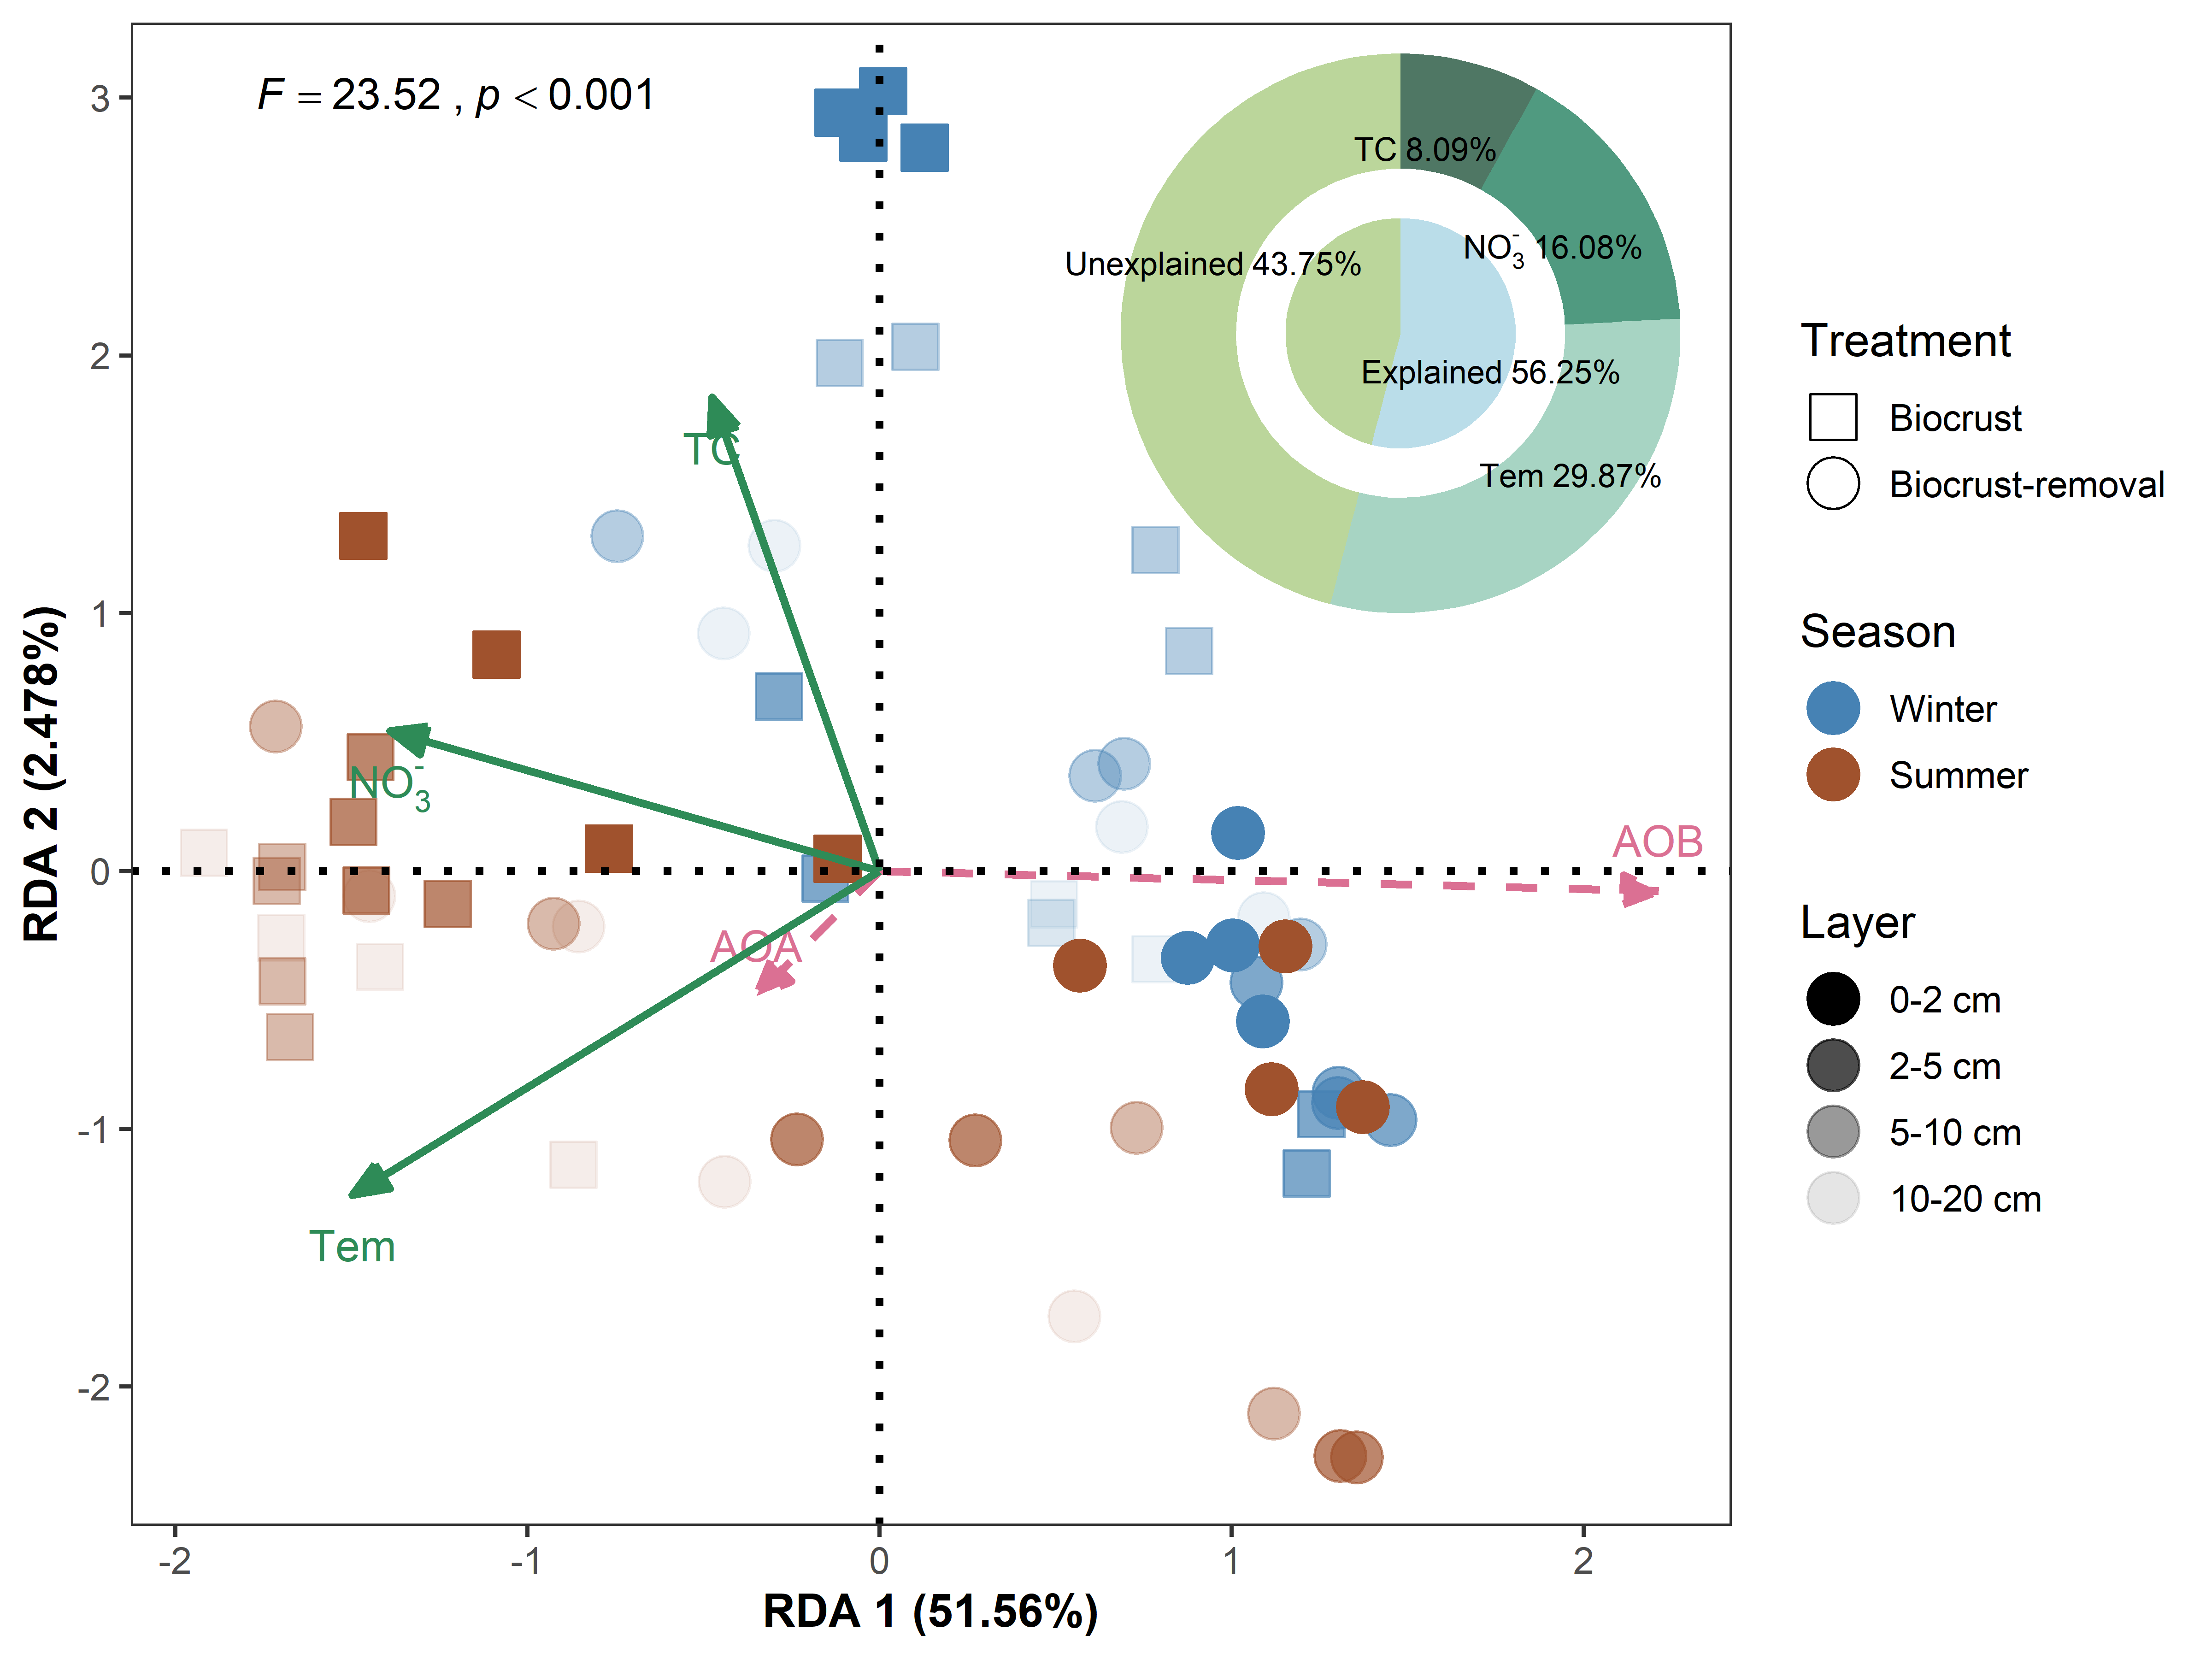 F = 23.52 , p < 0.001
TC 8.09%
NO₃⁻ 16.08%
Unexplained 43.75%
Explained 56.25%
Tem 29.87%
TC
NO₃⁻
AOB
AOA
Tem
3
2
1
0
-1
-2
RDA 2 (2.478%)
-2
-1
0
1
2
RDA 1 (51.56%)
Treatment
Biocrust
Biocrust-removal
Season
Winter
Summer
Layer
0-2 cm
2-5 cm
5-10 cm
10-20 cm